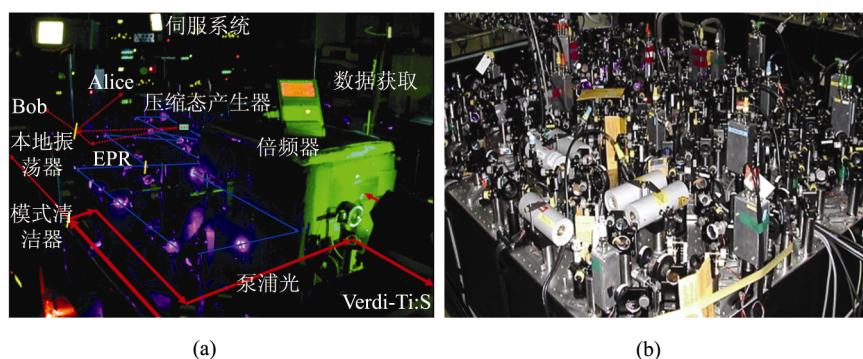 伺服系统
Alice
压缩态产生器
数据获取
Bob
本地振
荡器
EPR
倍频器
模式清
洁器
泵浦光
Verdi-Ti:S
(a)
(b)